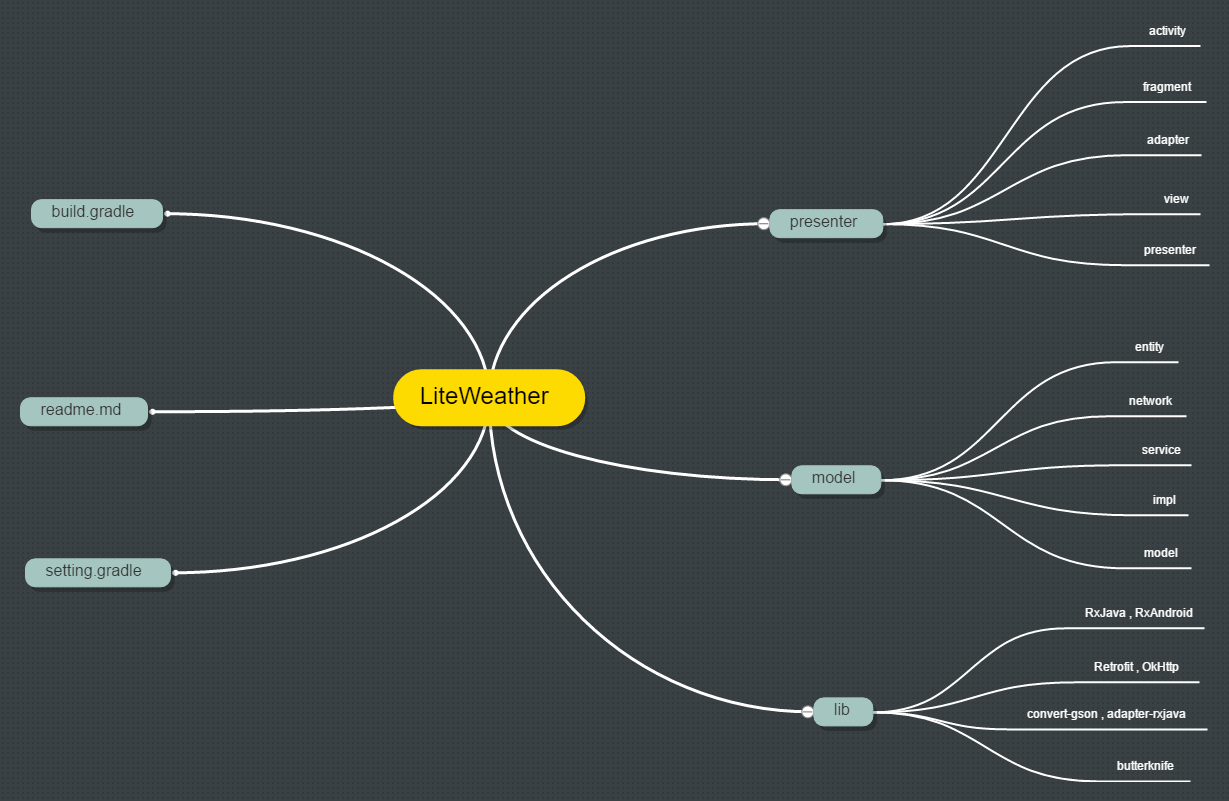 LiteWeather
build.gradle
readme.md
setting.gradle
presenter
activity
fragment
adapter
view
presenter
model
entity
network
service
impl
model
lib
RxJava , RxAndroid
Retrofit , OkHttp
convert-gson , adapter-rxjava
butterknife